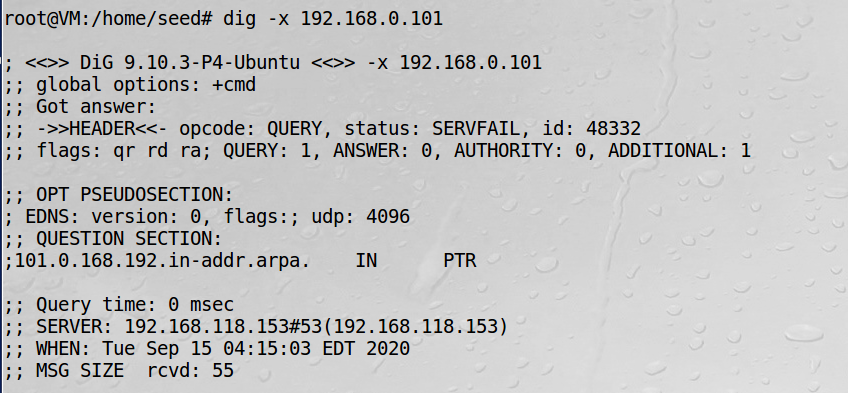 root@VM:/home/seed# dig -x 192.168.0.101
; <<>> DiG 9.10.3-P4-Ubuntu <<>> -x 192.168.0.101
;; global options: +cmd
;; Got answer:
;; ->>HEADER<<- opcode: QUERY, status: SERVFAIL, id: 48332
;; flags: qr rd ra; QUERY: 1, ANSWER: 0, AUTHORITY: 0, ADDITIONAL: 1
;; OPT PSEUDOSECTION:
; EDNS: version: 0, flags:; udp: 4096
;; QUESTION SECTION:
;101.0.168.192.in-addr.arpa.    IN      PTR
;; Query time: 0 msec
;; SERVER: 192.168.118.153#53(192.168.118.153)
;; WHEN: Tue Sep 15 04:15:03 EDT 2020
;; MSG SIZE  rcvd: 55